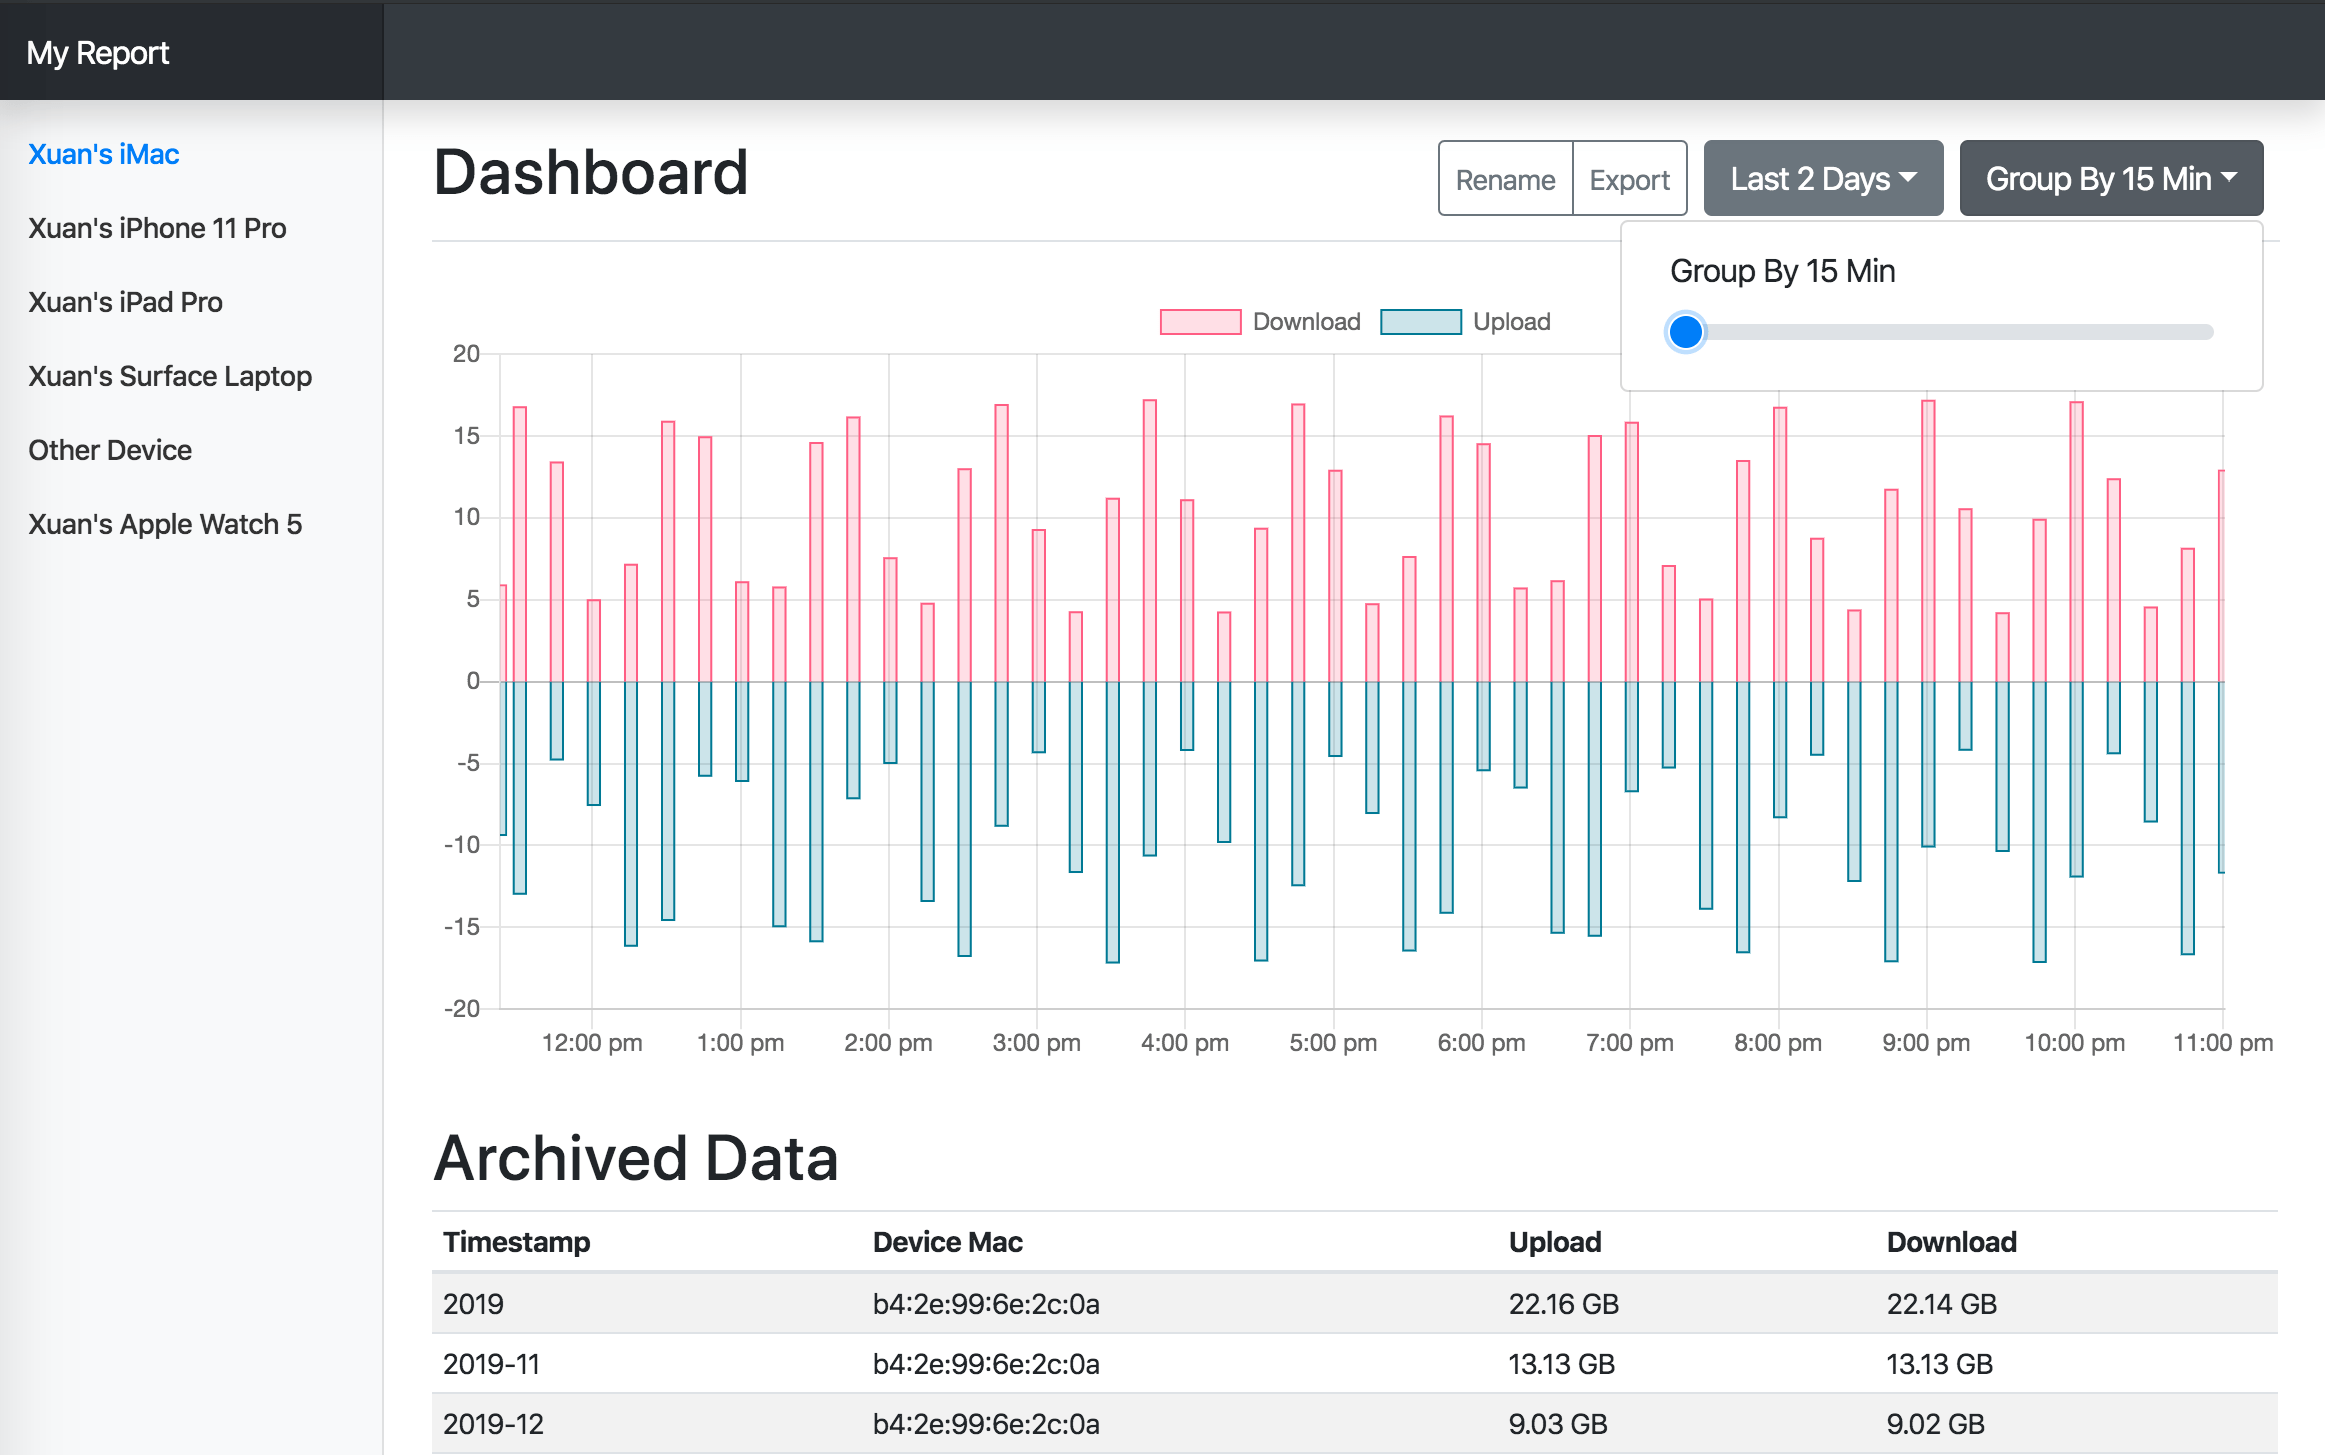 My Report
Xuan's iMac
Xuan's iPhone 11 Pro
Xuan's iPad Pro
Xuan's Surface Laptop
Other Device
Xuan's Apple Watch 5
Dashboard
Rename Export Last 2 Days Group By 15 Min
Group By 15 Min
Download Upload
20
15
10
5
0
-5
-10
-15
-20
12:00 pm 1:00 pm 2:00 pm 3:00 pm 4:00 pm 5:00 pm 6:00 pm 7:00 pm 8:00 pm 9:00 pm 10:00 pm 11:00 pm
Archived Data
Timestamp Device Mac Upload Download
2019 b4:2e:99:6e:2c:0a 22.16 GB 22.14 GB
2019-11 b4:2e:99:6e:2c:0a 13.13 GB 13.13 GB
2019-12 b4:2e:99:6e:2c:0a 9.03 GB 9.02 GB